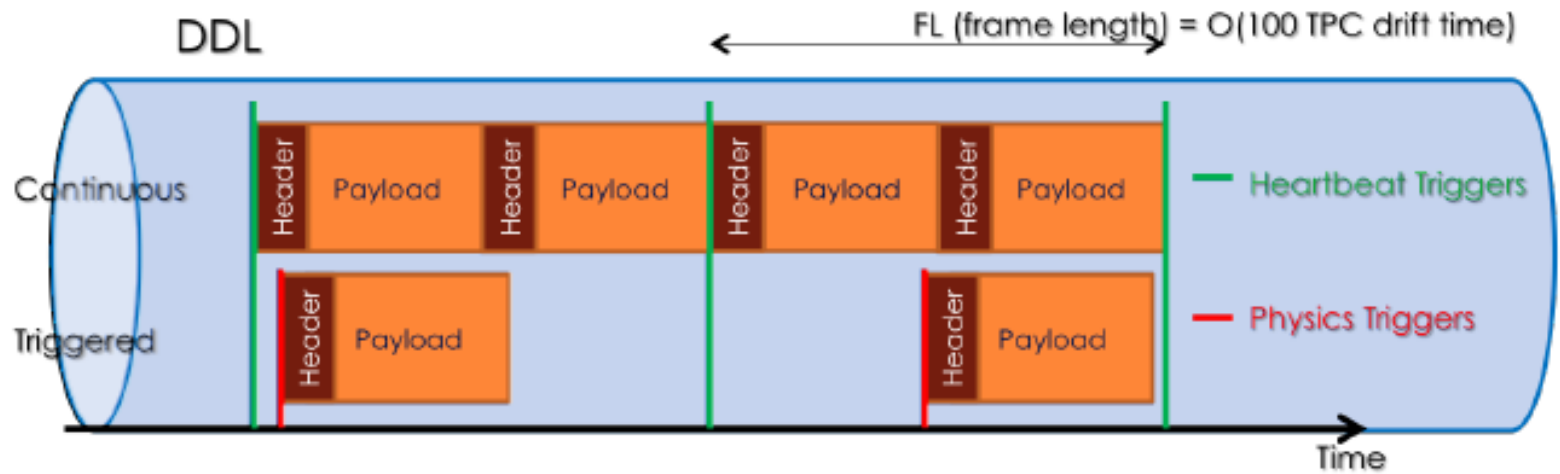 DDL
FL (frame length) = O(100 TPC drift time)
Continuous
Header
Payload
Header
Payload
Header
Payload
Header
Payload
Heartbeat Triggers
Triggered
Header
Payload
Header
Payload
Physics Triggers
Time